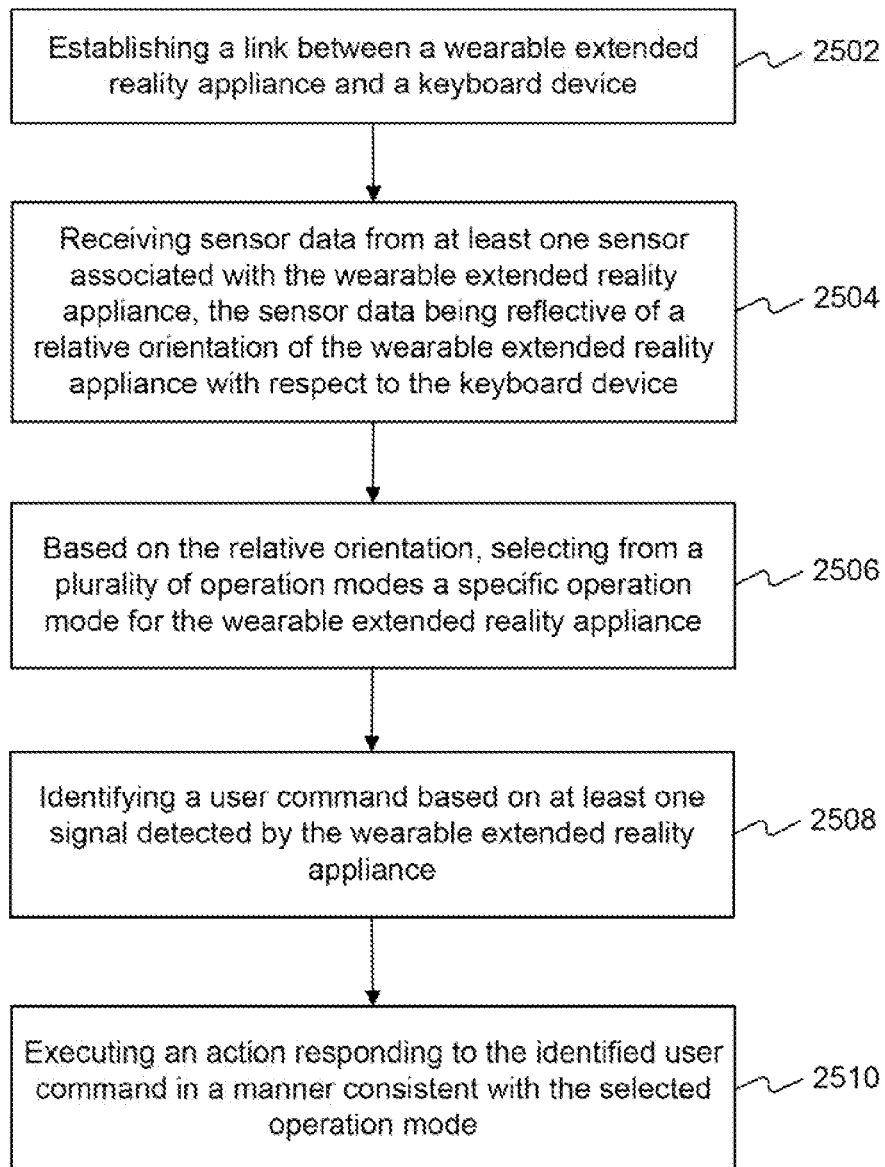 Establishing a link between a wearable extended
reality appliance and a keyboard device
2502
Receiving sensor data from at least one sensor
associated with the wearable extended reality
appliance, the sensor data being reflective of a
relative orientation of the wearable extended reality
appliance with respect to the keyboard device
2504
Based on the relative orientation, selecting from a
plurality of operation modes a specific operation
mode for the wearable extended reality appliance
2506
Identifying a user command based on at least one
signal detected by the wearable extended reality
appliance
2508
Executing an action responding to the identified user
command in a manner consistent with the selected
operation mode
2510